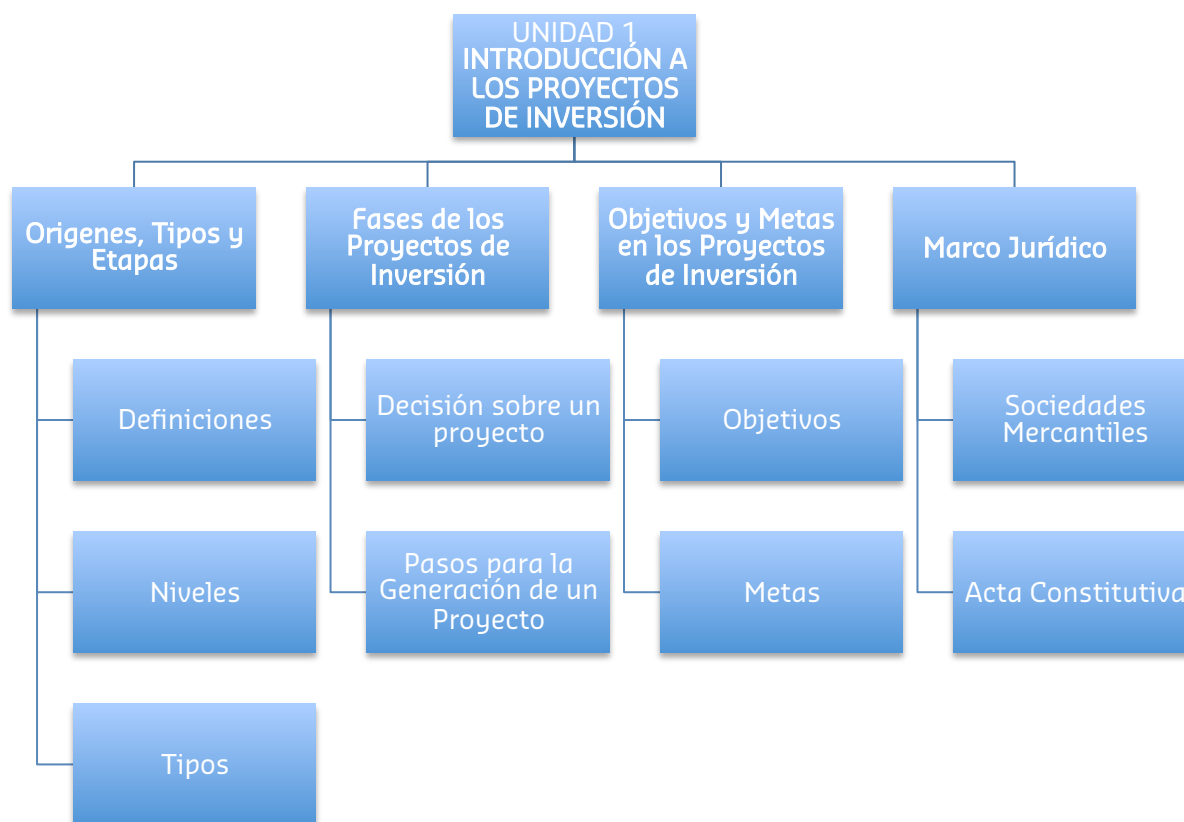 UNIDAD 1
INTRODUCCIÓN A
LOS PROYECTOS
DE INVERSIÓN
Origenes, Tipos y
Etapas
Fases de los
Proyectos de
Inversión
Objetivos y Metas
en los Proyectos
de Inversión
Marco Jurídico
Definiciones
Decisión sobre un
proyecto
Objetivos
Sociedades
Mercantiles
Niveles
Pasos para la
Generación de un
Proyecto
Metas
Acta Constitutiva
Tipos